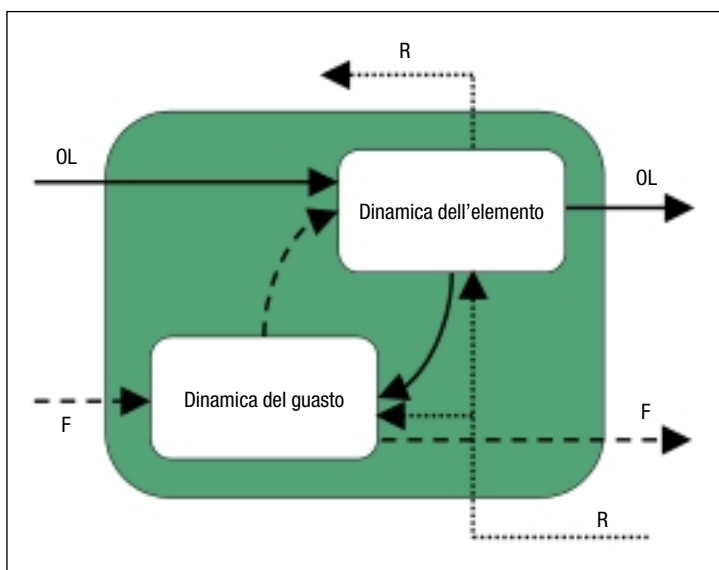 R
OL
OL
Dinamica dell'elemento
Dinamica del guasto
F
F
R